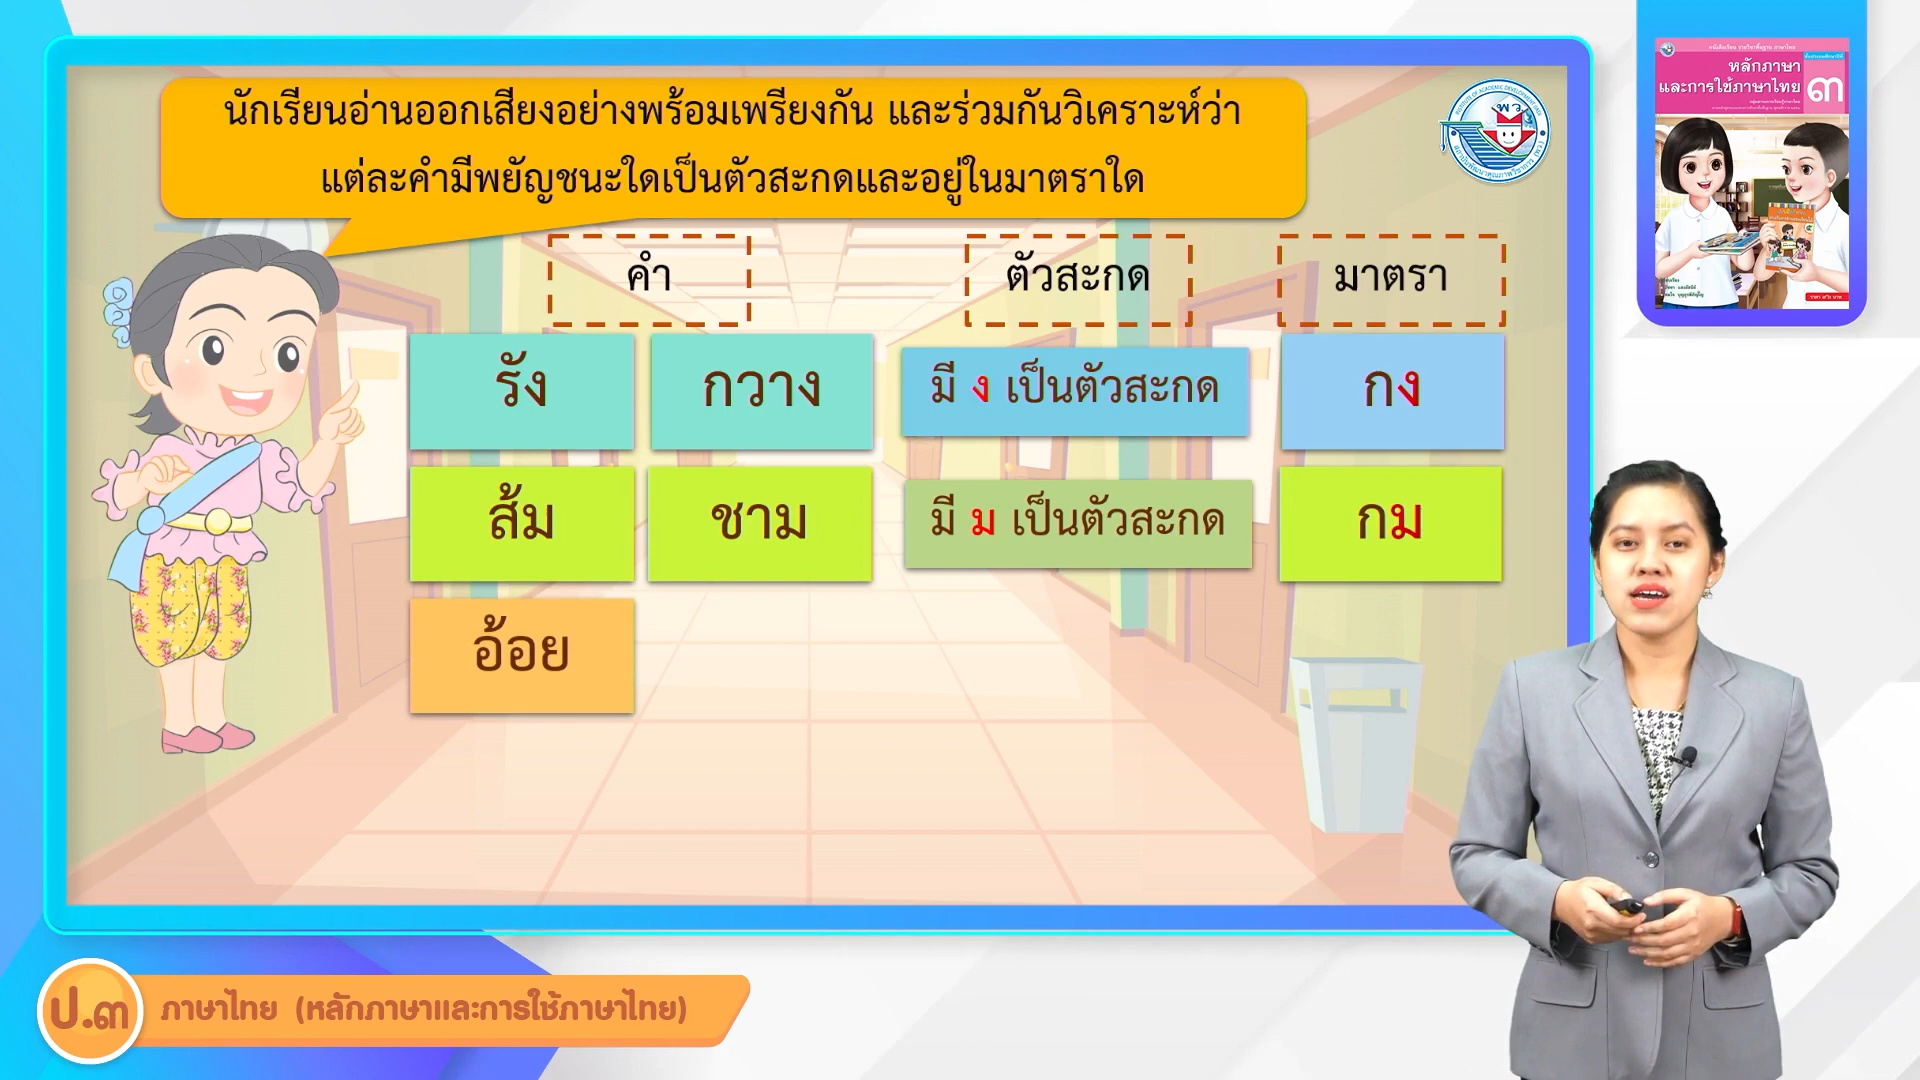 นักเรียนอ่านออกเสียงอย่างพร้อมเพรียงกัน และร่วมกันวิเคราะห์ว่า
แต่ละคำมีพยัญชนะใดเป็นตัวสะกดและอยู่ในมาตราใด
คำ ตัวสะกด มาตรา
รัง กวาง มี ง เป็นตัวสะกด กง
ส้ม ชาม มี ม เป็นตัวสะกด กม
อ้อย
พว.
หลักภาษา
และการใช้ภาษาไทย ๓
ป.๓ ภาษาไทย (หลักภาษาและการใช้ภาษาไทย)